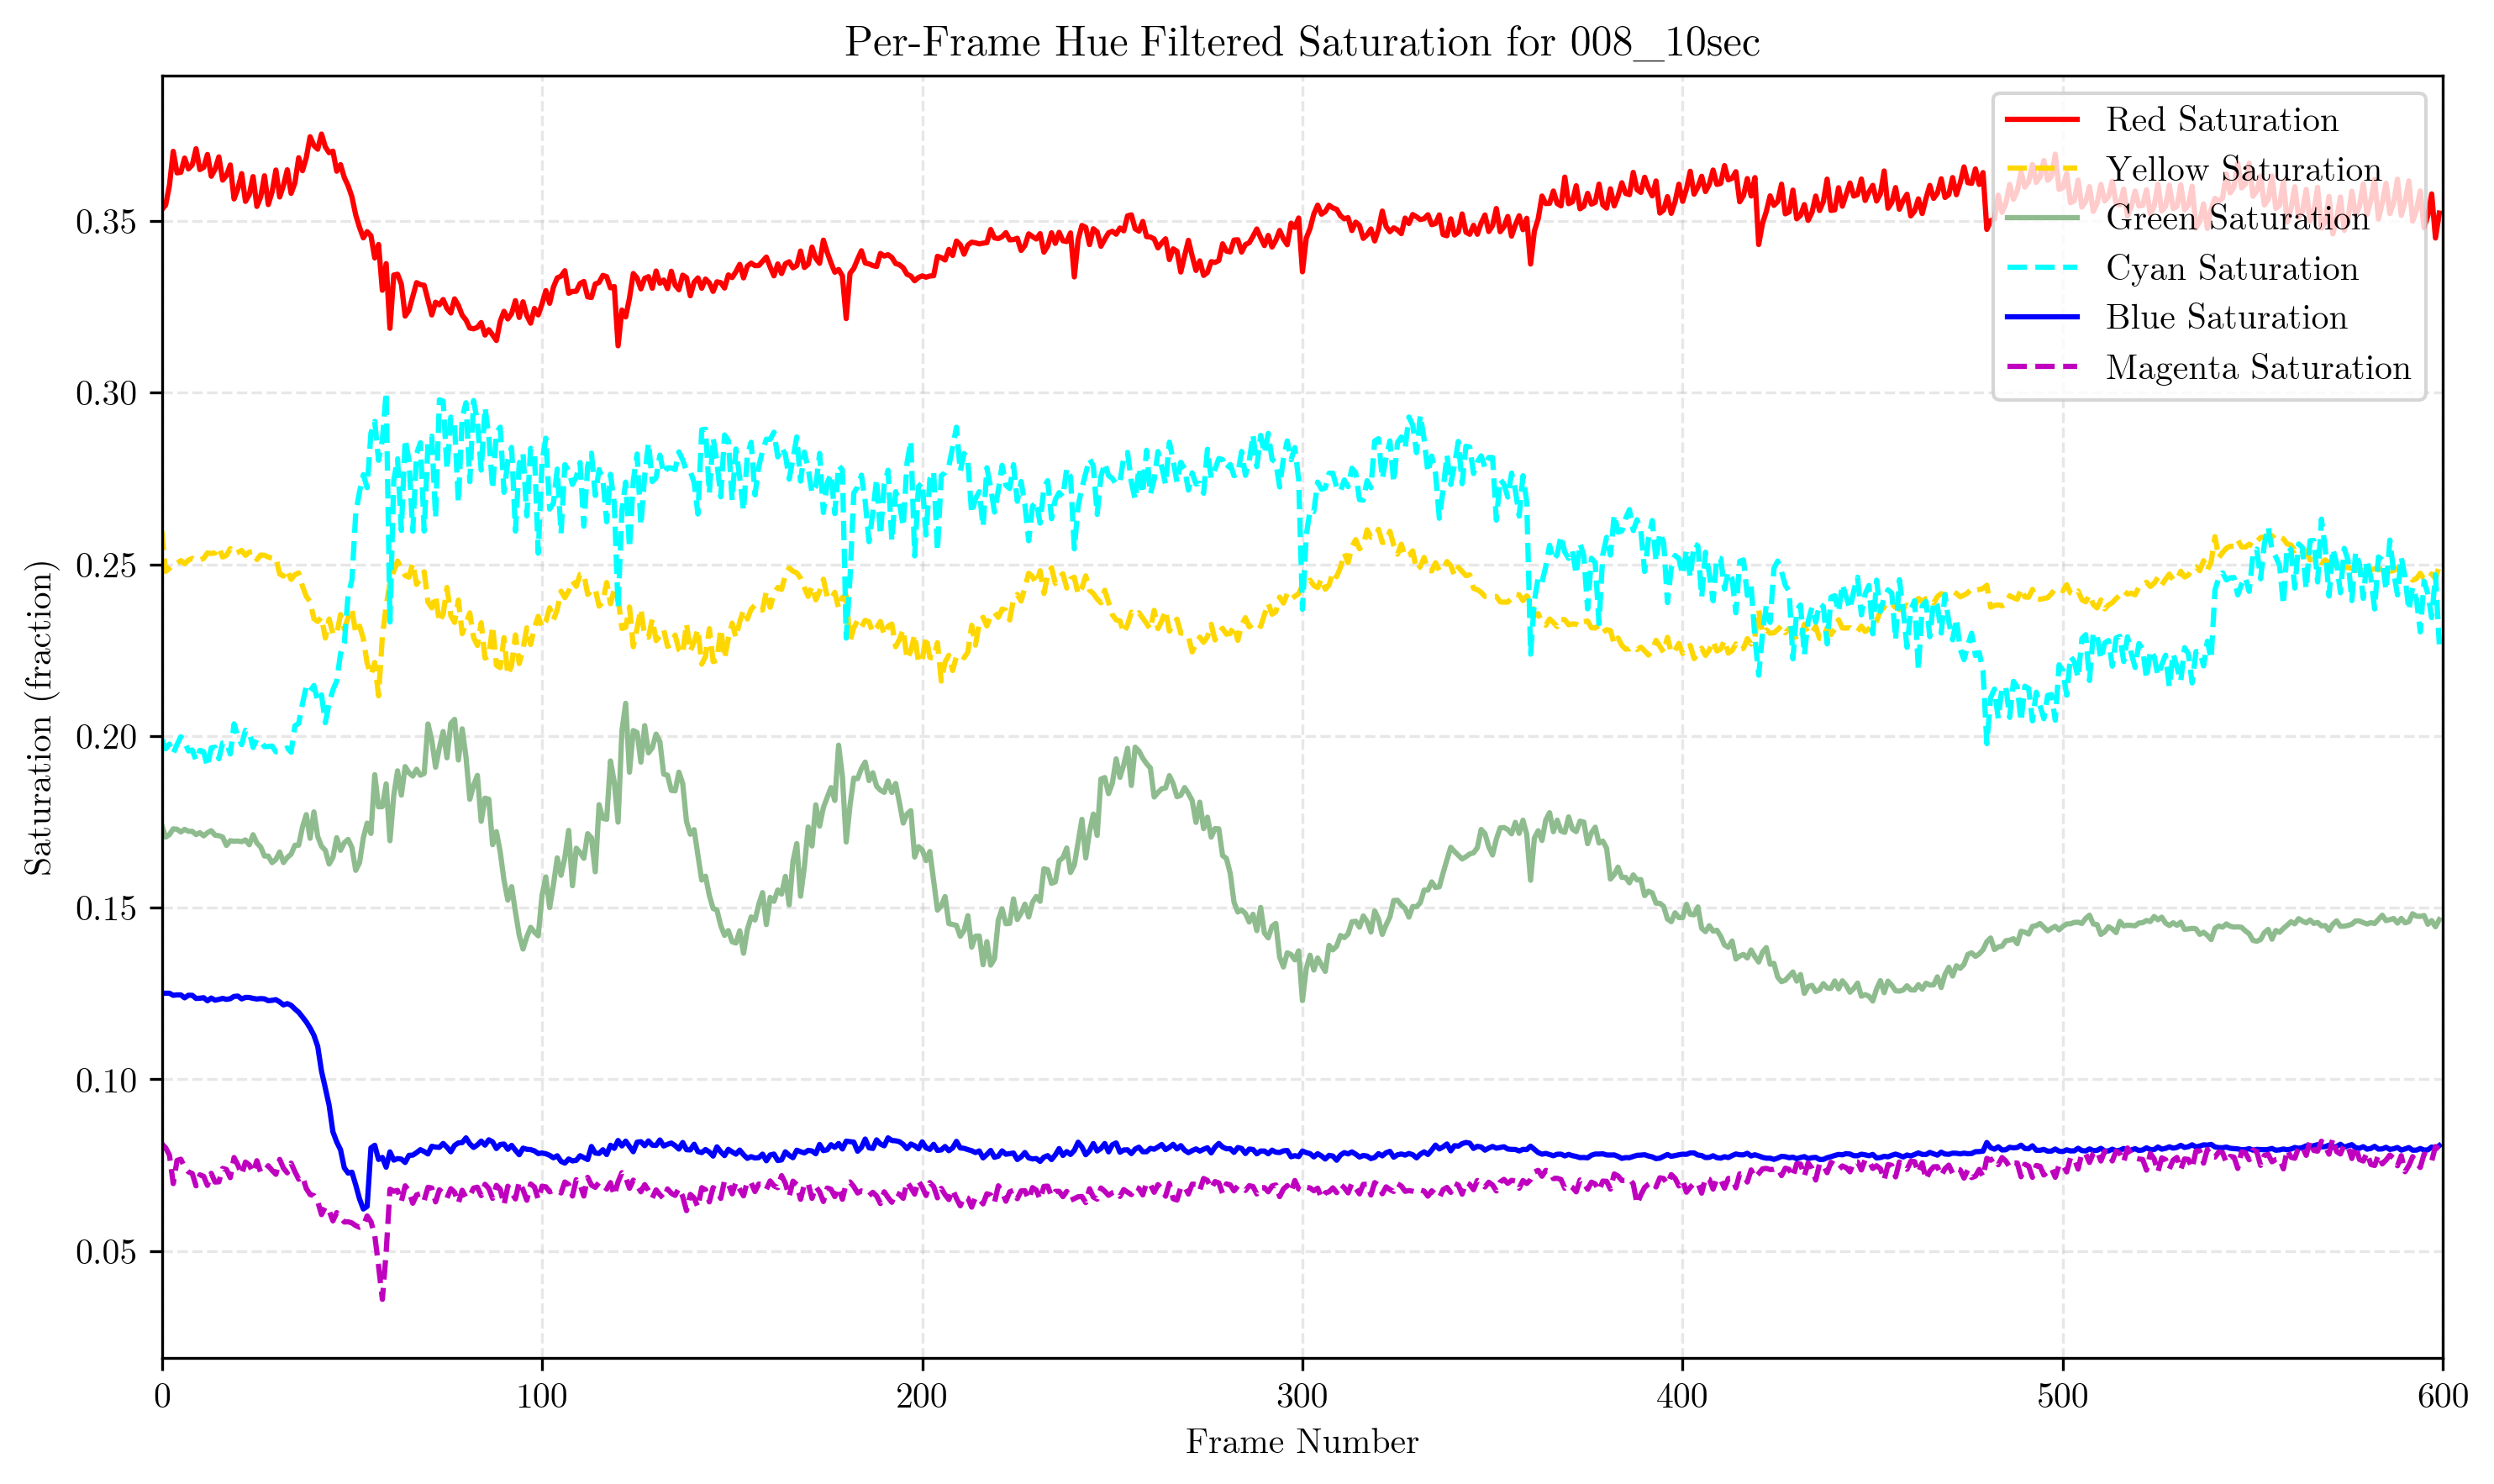 Per-Frame Hue Filtered Saturation for 008_10sec
Red Saturation
Yellow Saturation
Green Saturation
Cyan Saturation
Blue Saturation
Magenta Saturation
Saturation (fraction)
0.35
0.30
0.25
0.20
0.15
0.10
0.05
0 100 200 300 400 500 600
Frame Number